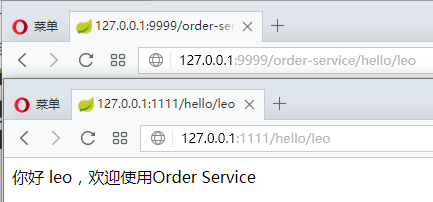 菜单 127.0.0.1:9999/order-se
127.0.0.1:9999/order-service/hello/leo
菜单 127.0.0.1:1111/hello/leo
127.0.0.1:1111/hello/leo
你好 leo，欢迎使用Order Service